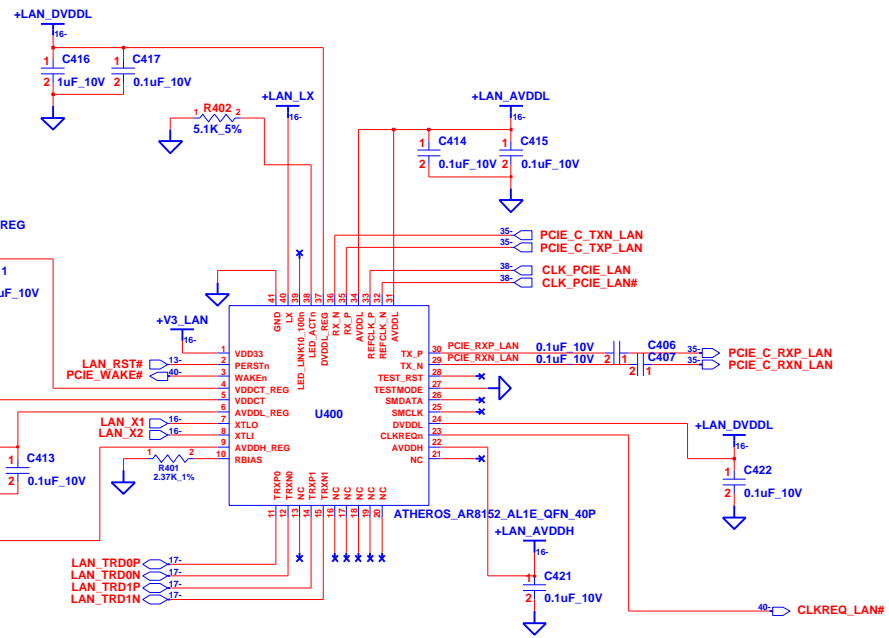 +LAN_DVDDL
16-
1 C416 1 C417
2 1uF_10V 2 0.1uF_10V
+LAN_LX
16-
1 R402 2
5.1K_5%
+LAN_AVDDL
16-
1 C414 1 C415
2 0.1uF_10V 2 0.1uF_10V
REG
1
uF_10V
35- PCIE_C_TXN_LAN
35- PCIE_C_TXP_LAN
38- CLK_PCIE_LAN
38- CLK_PCIE_LAN#
41 40 39 38 37 36 35 34 33 32 31
GND LX LED_LINK10_100n LED_ACTn DVDDL_REG RX_N RX_P AVDDL REFCLK_P REFCLK_N AVDDL
+V3_LAN
16-
1 VDD33
LAN_RST# 13- 2 PERSTn
PCIE_WAKE# 40- 3 WAKEn
4 VDDCT_REG
5 VDDCT
6 AVDDL_REG
LAN_X1 16- 7 XTLO
LAN_X2 16- 8 XTLI
9 AVDDH_REG
10 RBIAS
1 R401 2
2.37K_1%
1 C413
2 0.1uF_10V
U400
TX_P 30 PCIE_RXP_LAN 0.1uF_10V 2 1 C406 35- PCIE_C_RXP_LAN
TX_N 29 PCIE_RXN_LAN 0.1uF_10V 2 1 C407 35- PCIE_C_RXN_LAN
TEST_RST 28
TESTMODE 27
SMDATA 26
SMCLK 25
DVDDL 24
CLKREQn 23
AVDDH 22
NC 21
+LAN_DVDDL
16-
1 C422
2 0.1uF_10V
TRXP0 TRXN0 NC TRXP1 TRXN1 NC NC NC NC NC
11 12 13 14 15 16 17 18 19 20
ATHEROS_AR8152_AL1E_QFN_40P
+LAN_AVDDH
16-
1 C421
2 0.1uF_10V
LAN_TRD0P 17-
LAN_TRD0N 17-
LAN_TRD1P 17-
LAN_TRD1N 17-
40- CLKREQ_LAN#